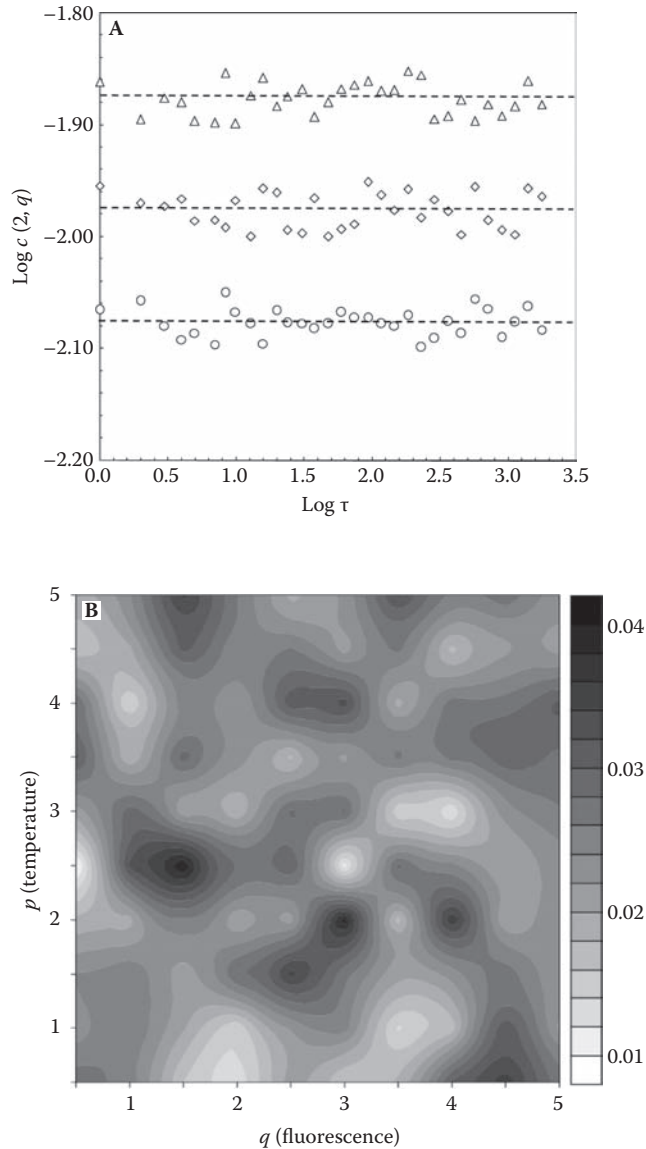 −1.80
A
−1.90
−2.00
−2.10
−2.20
Log c (2, q)
0.0 0.5 1.0 1.5 2.0 2.5 3.0 3.5
Log τ
B
5
4
3
2
1
p (temperature)
1 2 3 4 5
q (fluorescence)
0.04
0.03
0.02
0.01